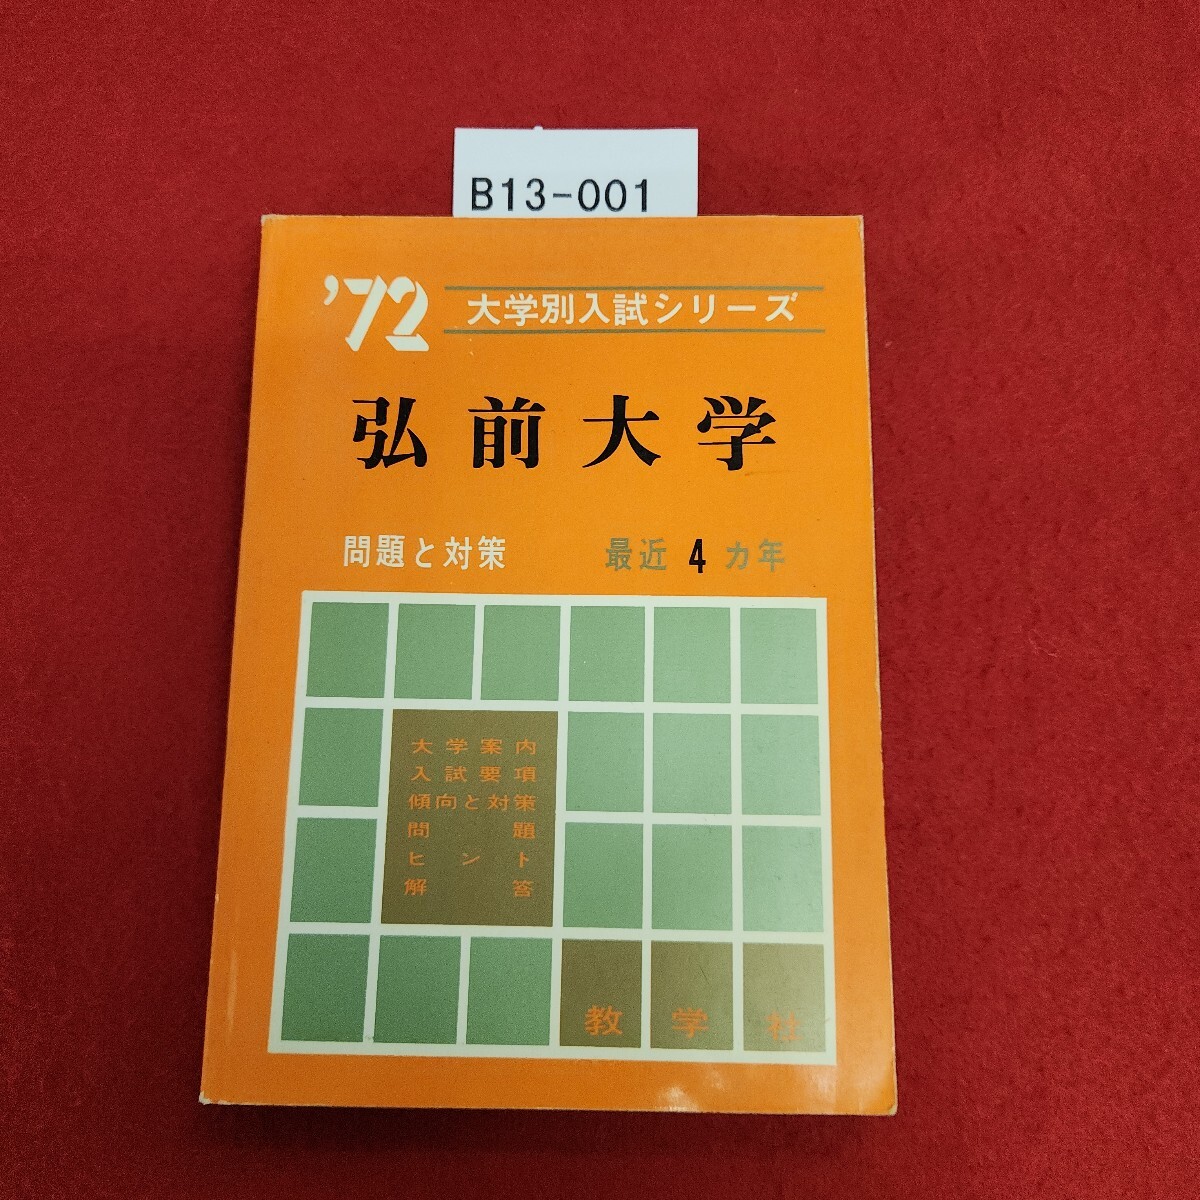 B13-001
'72 大学別入試シリーズ
弘前大学
問題と対策 最近 4 カ年
大学案内
入試要項
傾向と対策
問題
ヒント
解答
教学社